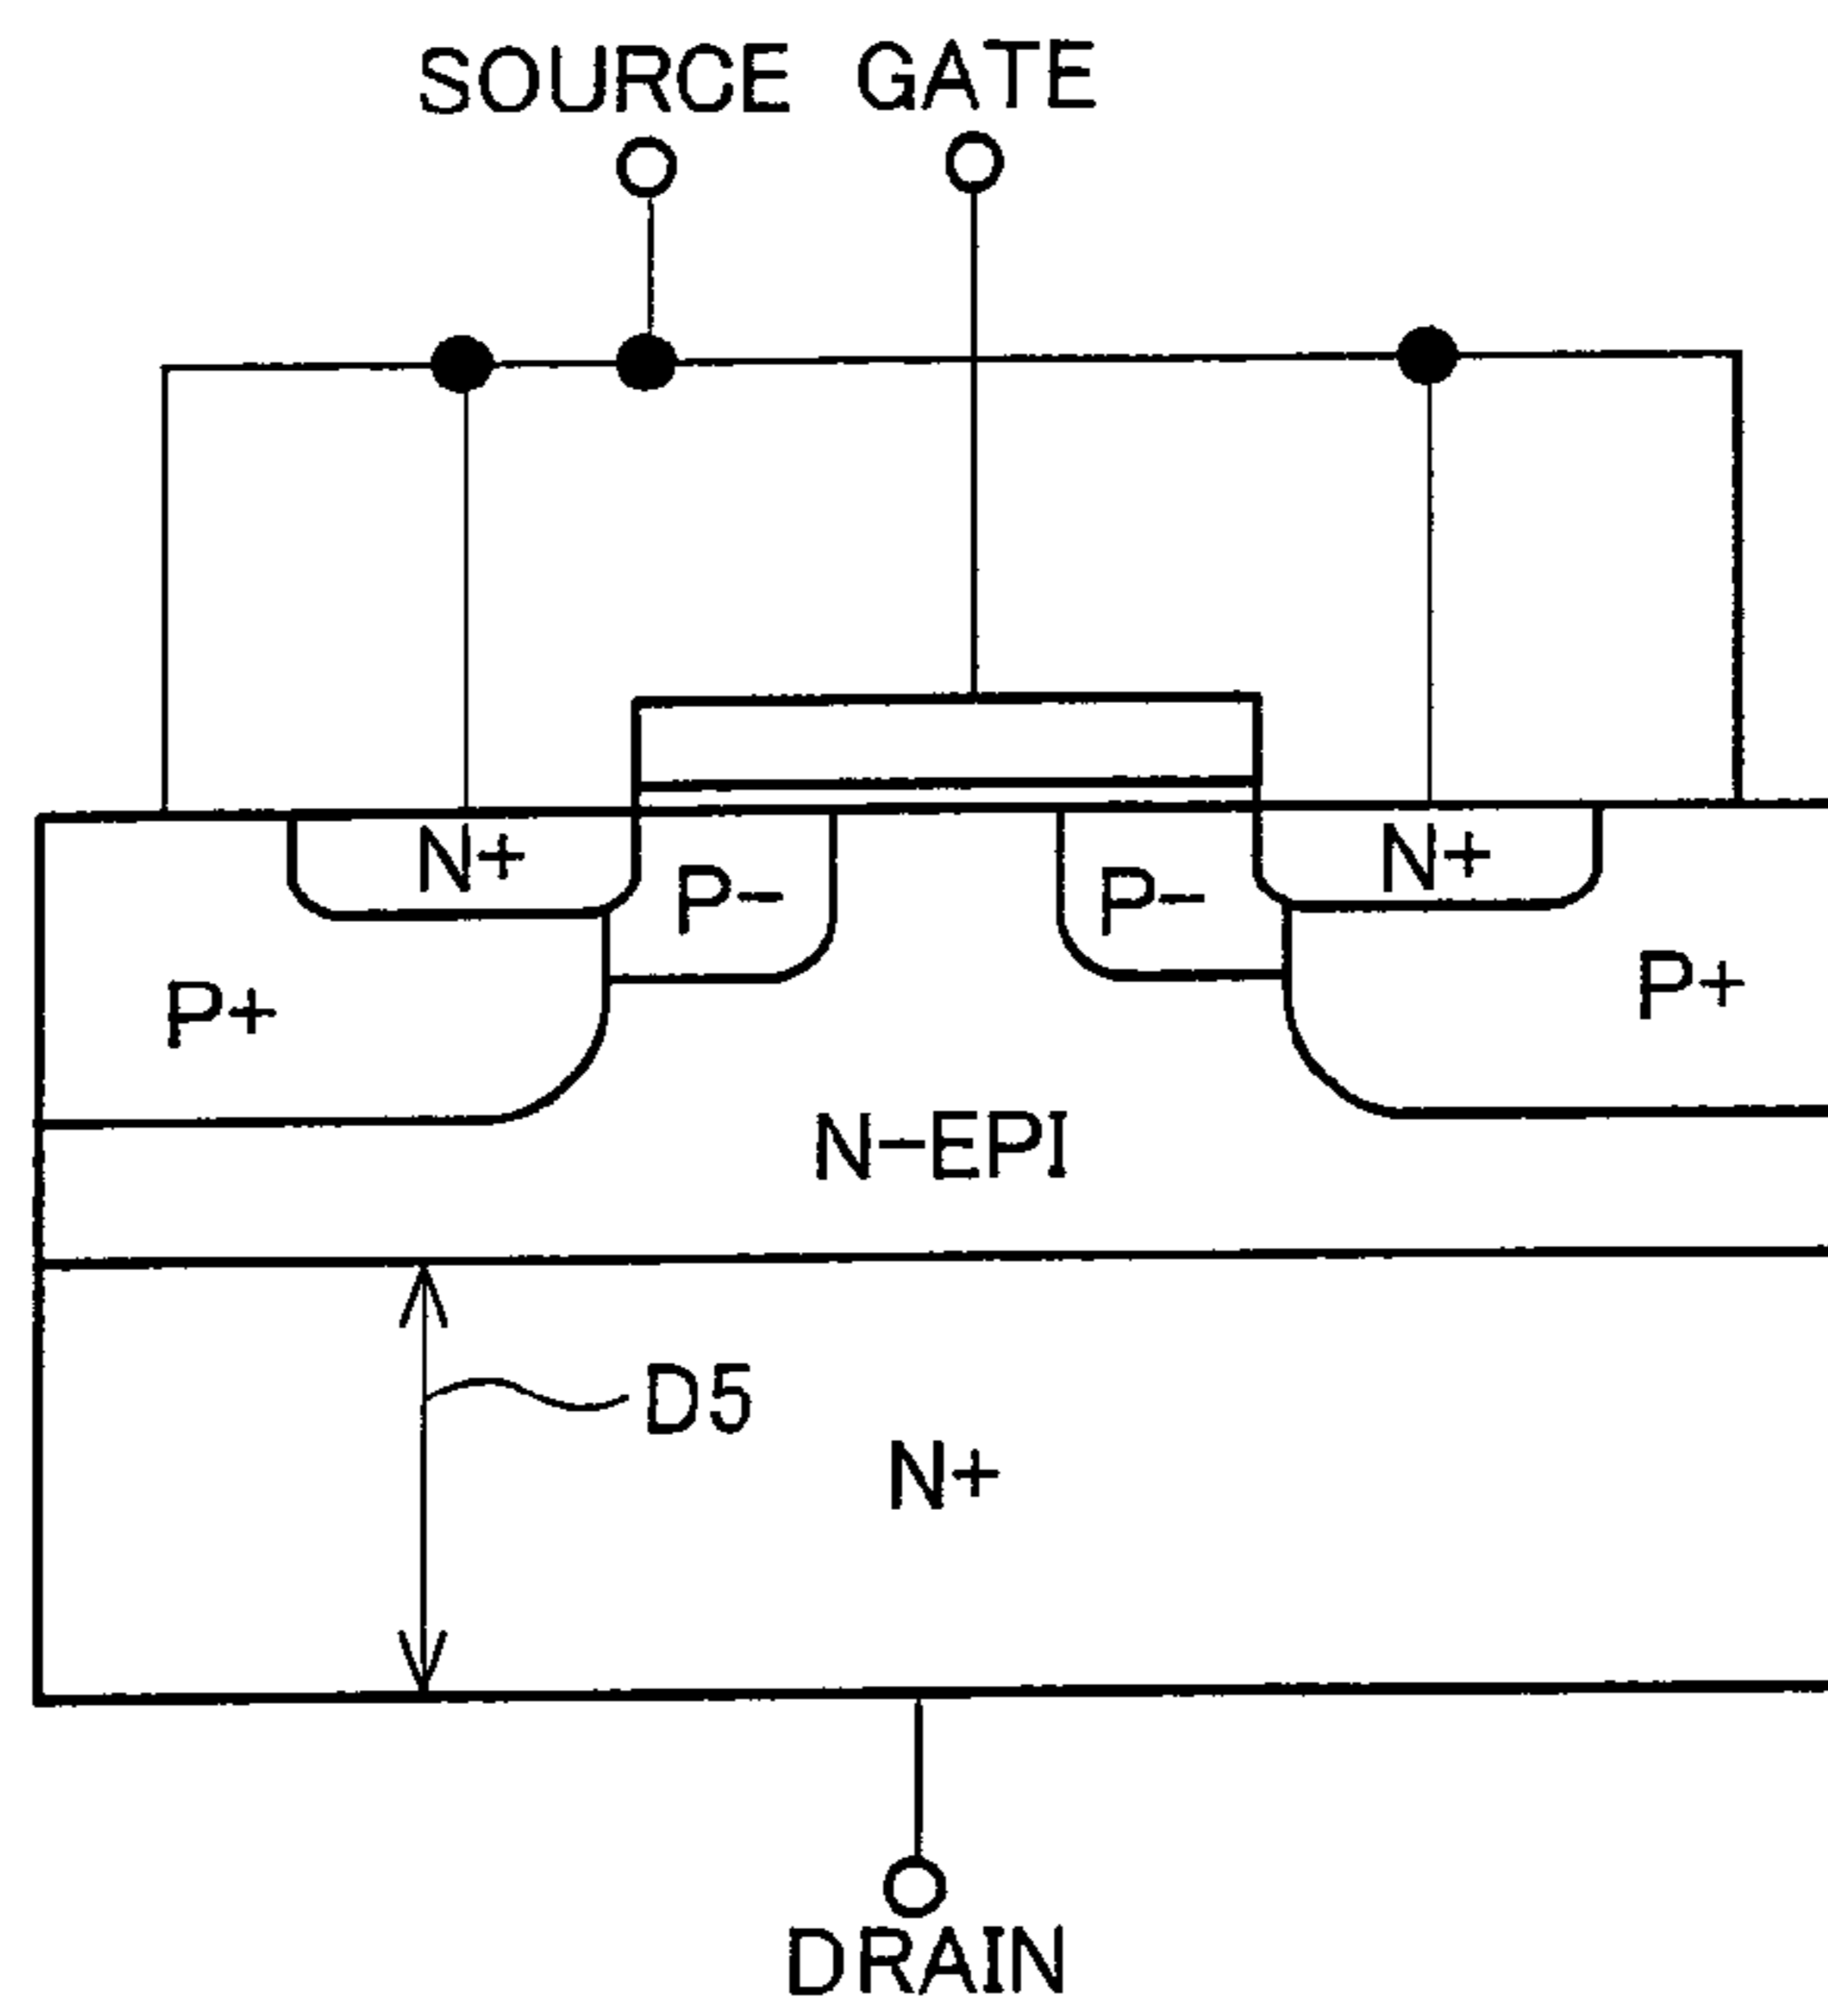 SOURCE GATE
N+ N+
P- P-
P+ P+
N-EPI
D5
N+
DRAIN